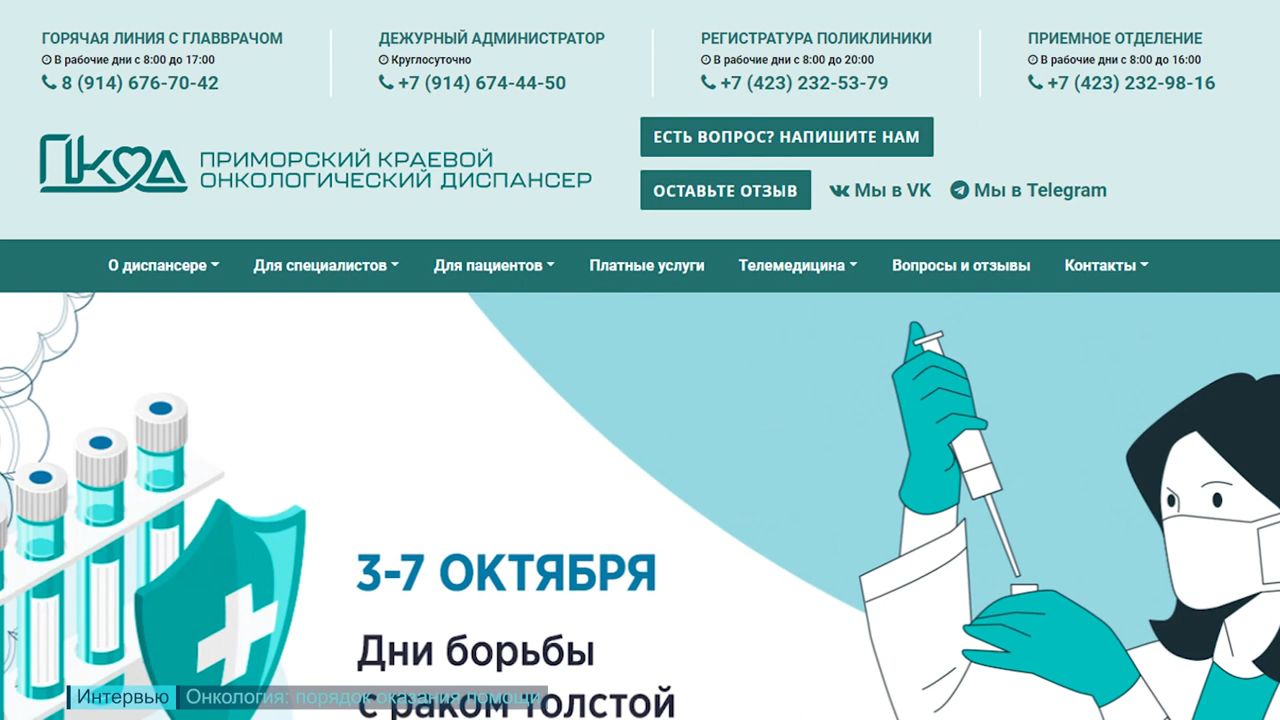 ГОРЯЧАЯ ЛИНИЯ С ГЛАВВРАЧОМ
В рабочие дни с 8:00 до 17:00
8 (914) 676-70-42
ДЕЖУРНЫЙ АДМИНИСТРАТОР
Круглосуточно
+7 (914) 674-44-50
РЕГИСТРАТУРА ПОЛИКЛИНИКИ
В рабочие дни с 8:00 до 20:00
+7 (423) 232-53-79
ПРИЕМНОЕ ОТДЕЛЕНИЕ
В рабочие дни с 8:00 до 16:00
+7 (423) 232-98-16
ПКОД
ПРИМОРСКИЙ КРАЕВОЙ
ОНКОЛОГИЧЕСКИЙ ДИСПАНСЕР
ЕСТЬ ВОПРОС? НАПИШИТЕ НАМ
ОСТАВЬТЕ ОТЗЫВ Мы в VK Мы в Telegram
О диспансере Для специалистов Для пациентов Платные услуги Телемедицина Вопросы и отзывы Контакты
3-7 ОКТЯБРЯ
Дни борьбы
с раком толстой
Интервью Онкология: порядок оказания помощи